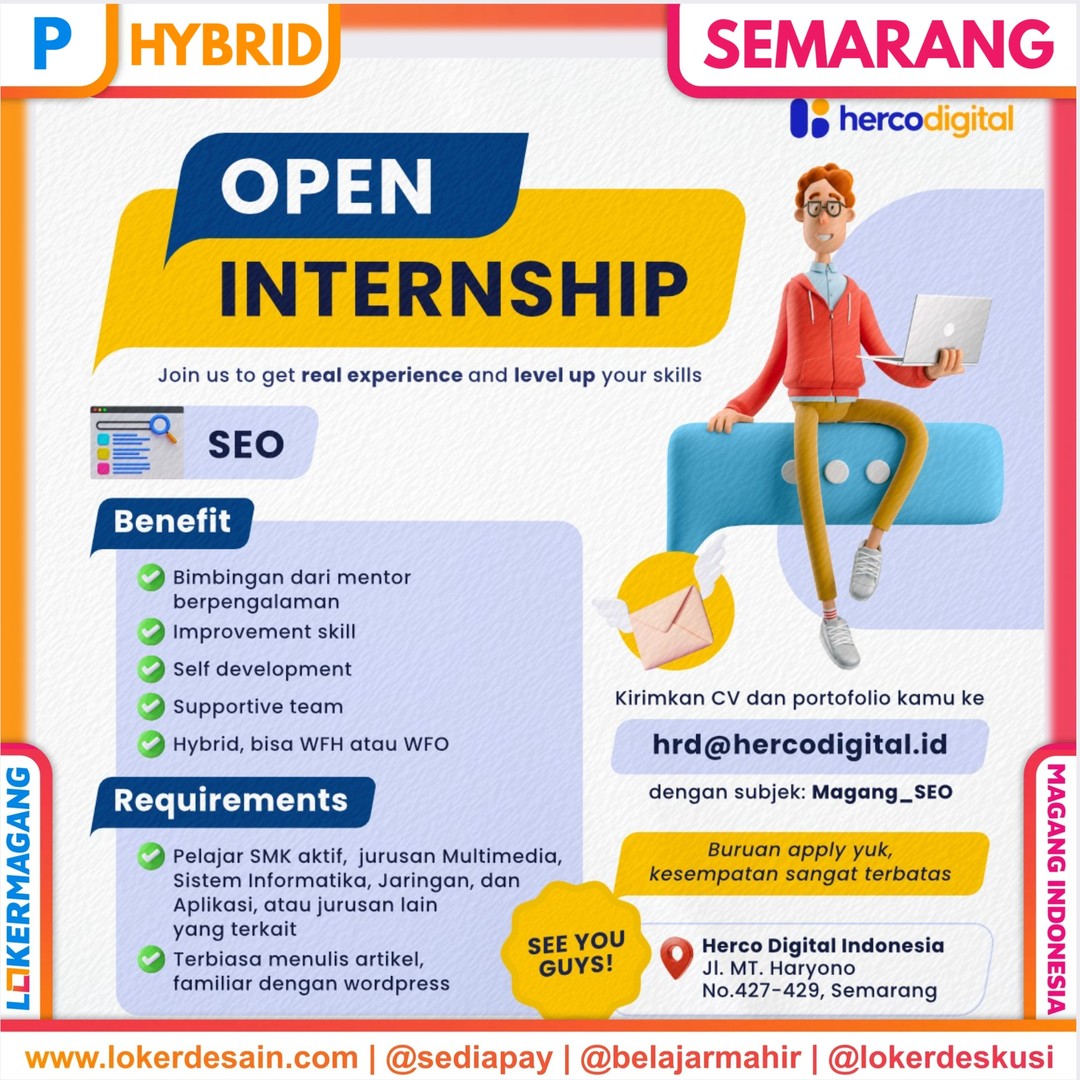 P
HYBRID
SEMARANG
hercodigital
OPEN
INTERNSHIP
Join us to get real experience and level up your skills
SEO
Benefit
Bimbingan dari mentor
berpengalaman
Improvement skill
Self development
Supportive team
Hybrid, bisa WFH atau WFO
Requirements
Pelajar SMK aktif, jurusan Multimedia,
Sistem Informatika, Jaringan, dan
Aplikasi, atau jurusan lain
yang terkait
Terbiasa menulis artikel,
familiar dengan wordpress
Kirimkan CV dan portofolio kamu ke
hrd@hercodigital.id
dengan subjek: Magang_SEO
Buruan apply yuk,
kesempatan sangat terbatas
SEE YOU
GUYS!
Herco Digital Indonesia
Jl. MT. Haryono
No.427-429, Semarang
LOKERMAGANG
MAGANG INDONESIA
www.lokerdesain.com | @sediapay | @belajarmahir | @lokerdeskusi